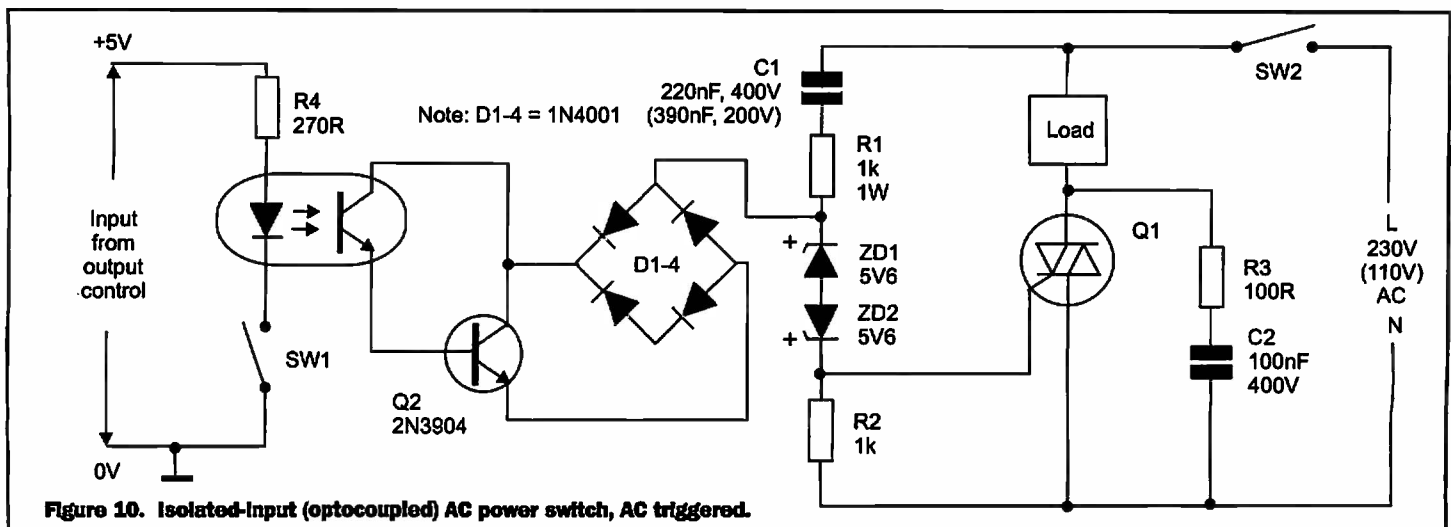 +5V
R4
270R
Note: D1-4 = 1N4001
C1
220nF, 400V
(390nF, 200V)
R1
1k
1W
SW2
Load
Input
from
output
control
D1-4
+
ZD1
5V6
ZD2
5V6
+
Q1
R3
100R
L
230V
(110V)
AC
N
SW1
Q2
2N3904
R2
1k
C2
100nF
400V
0V
Figure 10. Isolated-input (optocoupled) AC power switch, AC triggered.